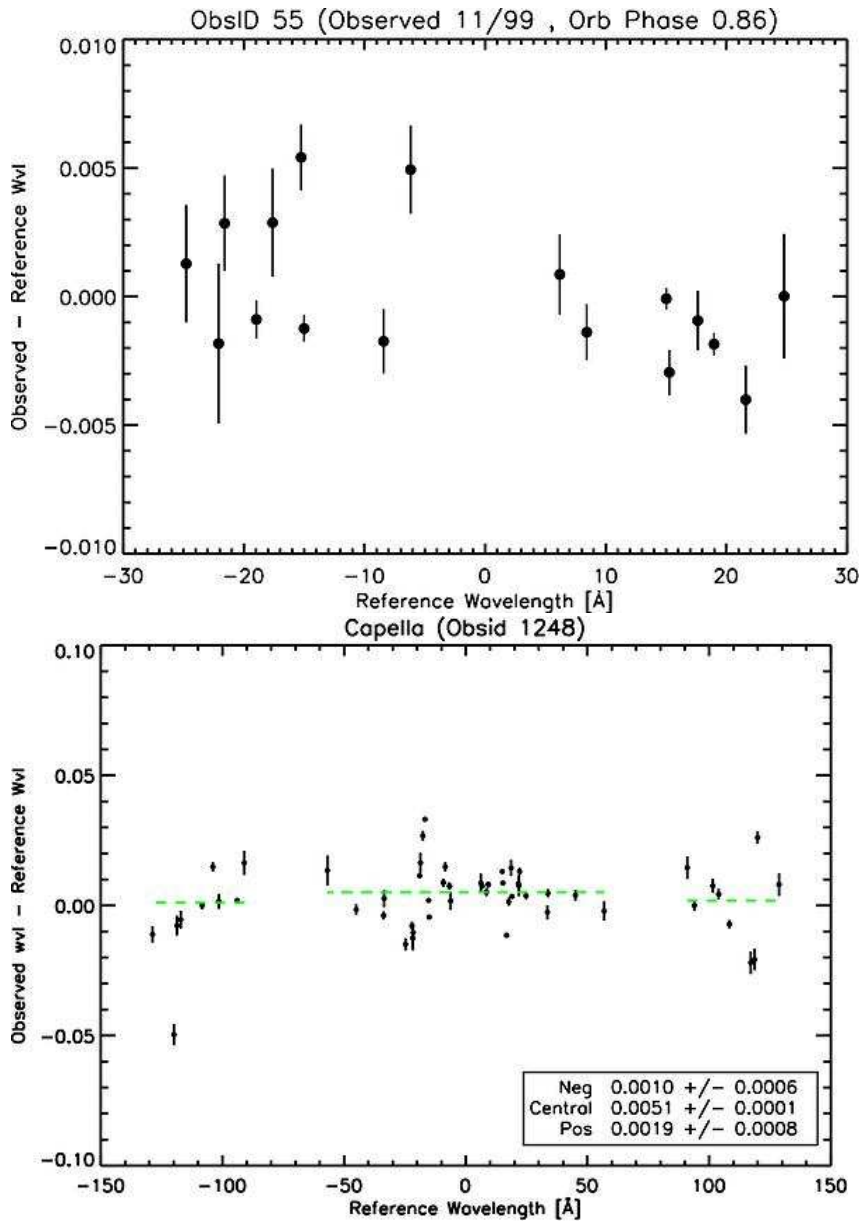 ObsID 55 (Observed 11/99 , Orb Phase 0.86)
0.010
0.005
0.000
−0.005
−0.010
Observed − Reference Wvl
−30 −20 −10 0 10 20 30
Reference Wavelength [Å]
Capella (Obsid 1248)
0.10
0.05
0.00
−0.05
−0.10
Observed wvl − Reference Wvl
Neg 0.0010 +/− 0.0006
Central 0.0051 +/− 0.0001
Pos 0.0019 +/− 0.0008
−150 −100 −50 0 50 100 150
Reference Wavelength [Å]